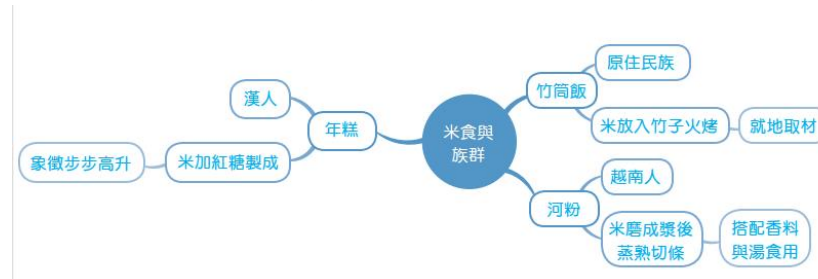 米食與
族群
年糕
漢人
米加紅糖製成
象徵步步高升
竹筒飯
原住民族
米放入竹子火烤
就地取材
河粉
越南人
米磨成漿後
蒸熟切條
搭配香料
與湯食用